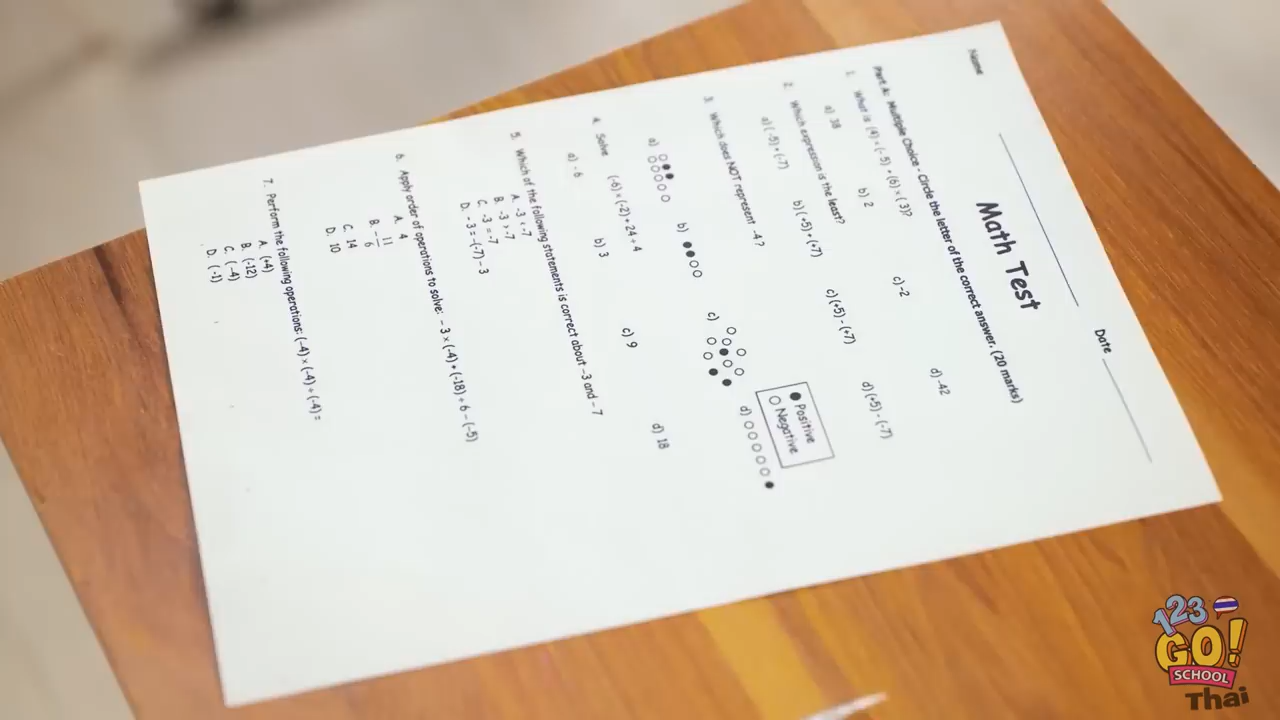 Name
Date
Math Test
Part A: Multiple Choice - Circle the letter of the correct answer. (20 marks)
1. What is (4) × (- 5) + (6) × ( 3)?
a) 38 b) 2 c) -2 d) -42
2. Which expression is the least?
a) (-5) + (-7) b) (+5) + (+7) c) (+5) - (+7) d) (+5) - (-7)
3. Which does NOT represent -4?
Positive
Negative
a) b) c) d)
4. Solve (-6) × (-2) + 24 ÷ 4
a) -6 b) 3 c) 9 d) 18
5. Which of the following statements is correct about -3 and - 7
A. -3 < -7
B. -3 > -7
C. -3 = -7
D. - 3 = -(-7) - 3
6. Apply order of operations to solve: - 3 × (-4) + (-18) ÷ 6 - (-5)
A. 4
B. - 11/6
C. 14
D. 10
7. Perform the following operations: (-4) × (-4) ÷ (-4) =
A. (+4)
B. (-12)
C. (-4)
D. (-1)
123
GO!
SCHOOL
Thai